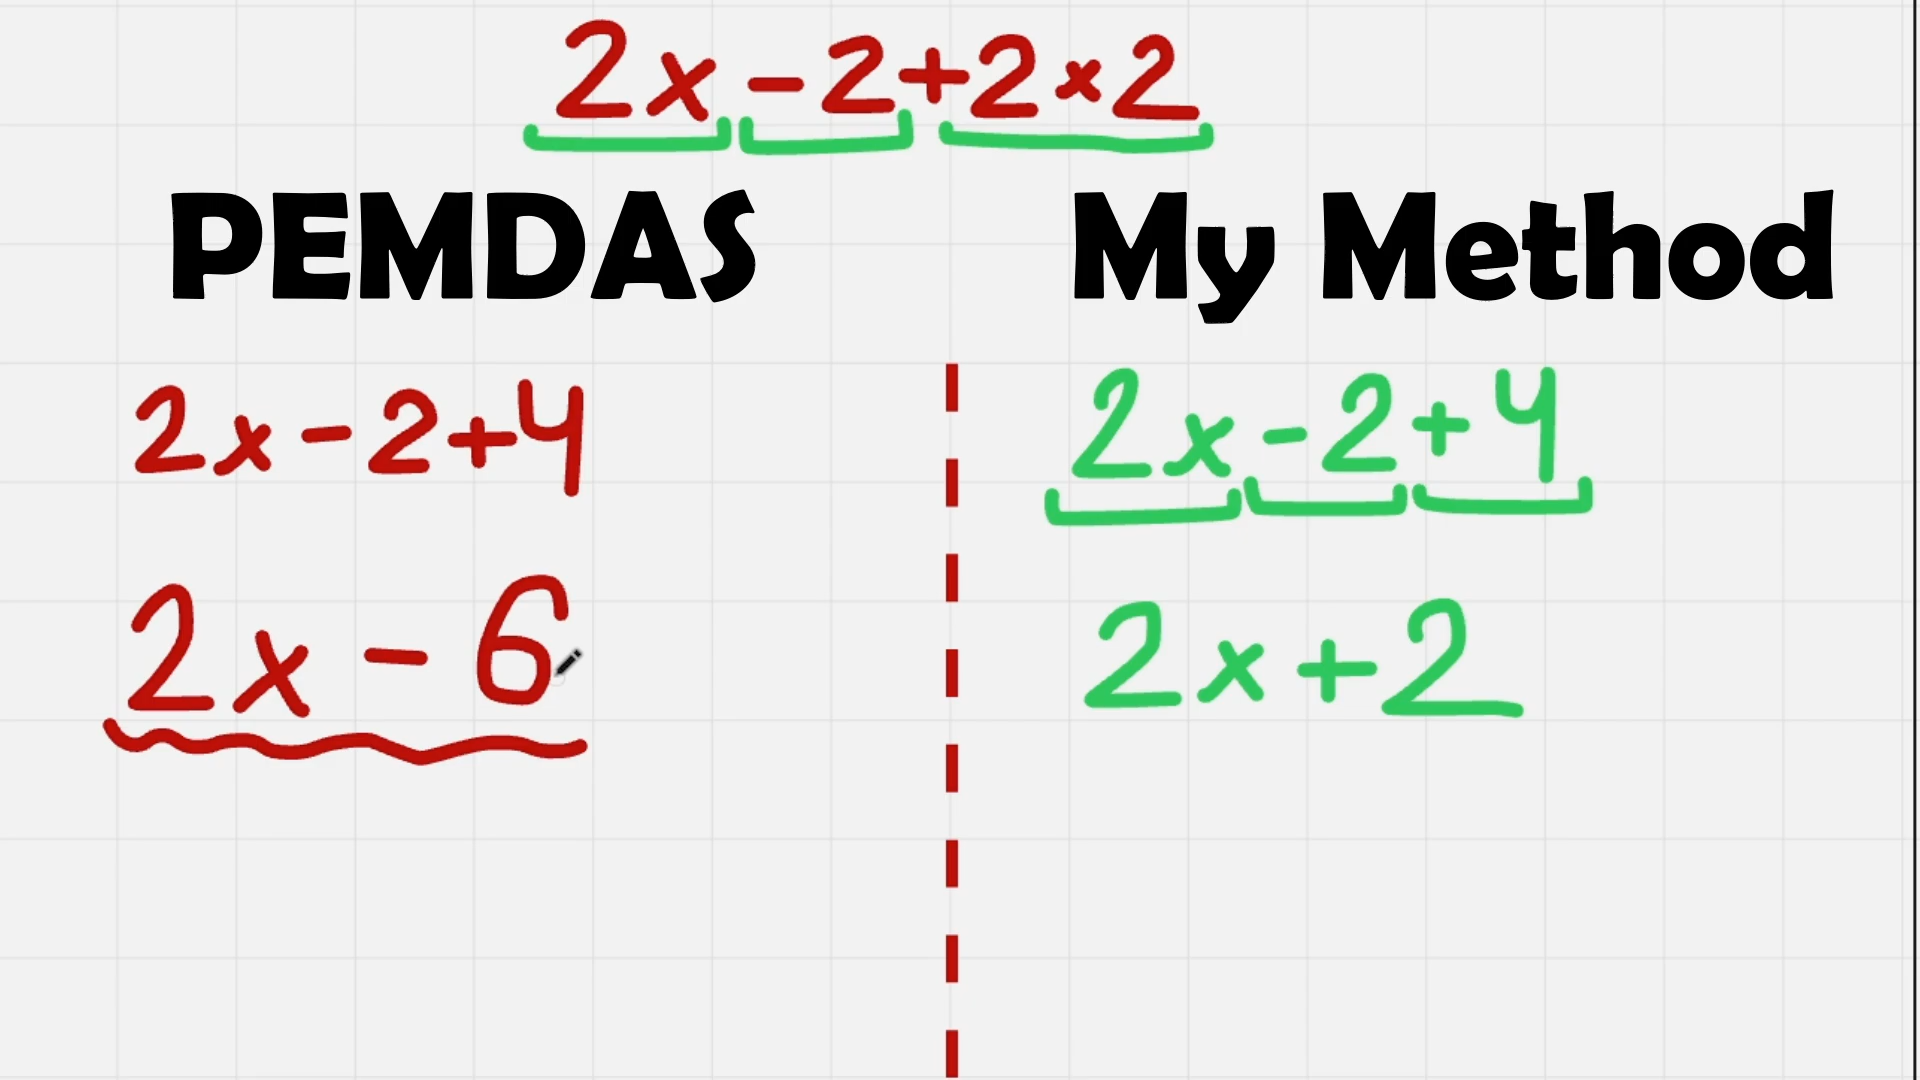 2x - 2 + 2 × 2
PEMDAS
2x - 2 + 4
2x - 6
My Method
2x - 2 + 4
2x + 2